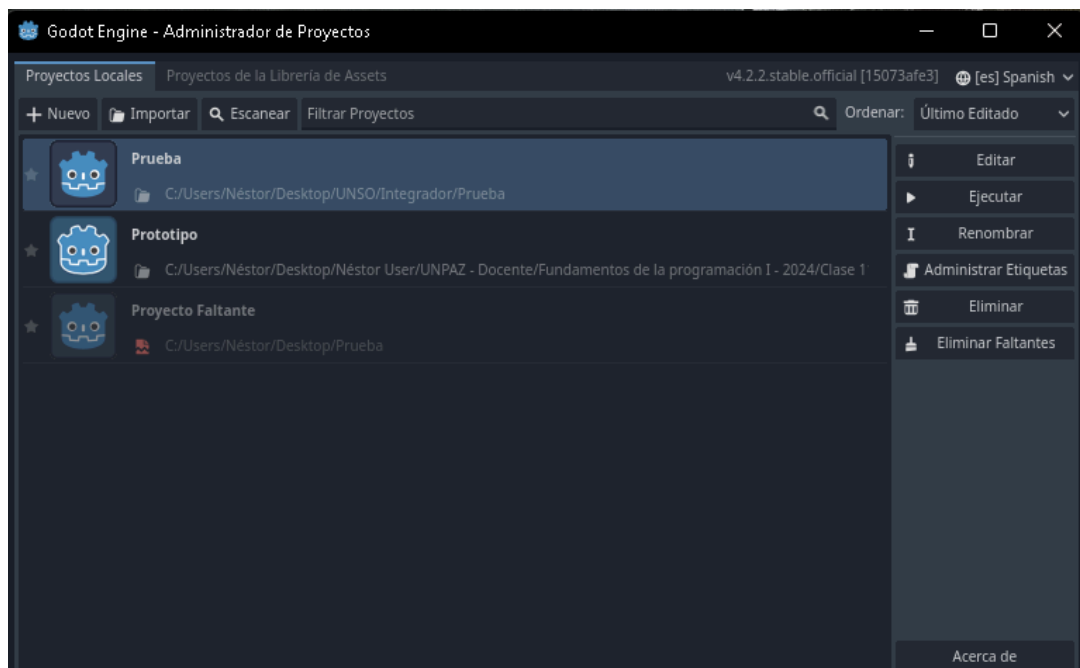 Godot Engine - Administrador de Proyectos
Proyectos Locales Proyectos de la Librería de Assets v4.2.2.stable.official [15073afe3] [es] Spanish
+ Nuevo Importar Escanear Filtrar Proyectos Ordenar: Último Editado
Prueba
C:/Users/Néstor/Desktop/UNSO/Integrador/Prueba
Prototipo
C:/Users/Néstor/Desktop/Néstor User/UNPAZ - Docente/Fundamentos de la programación I - 2024/Clase 1
Proyecto Faltante
C:/Users/Néstor/Desktop/Prueba
Editar
Ejecutar
Renombrar
Administrar Etiquetas
Eliminar
Eliminar Faltantes
Acerca de